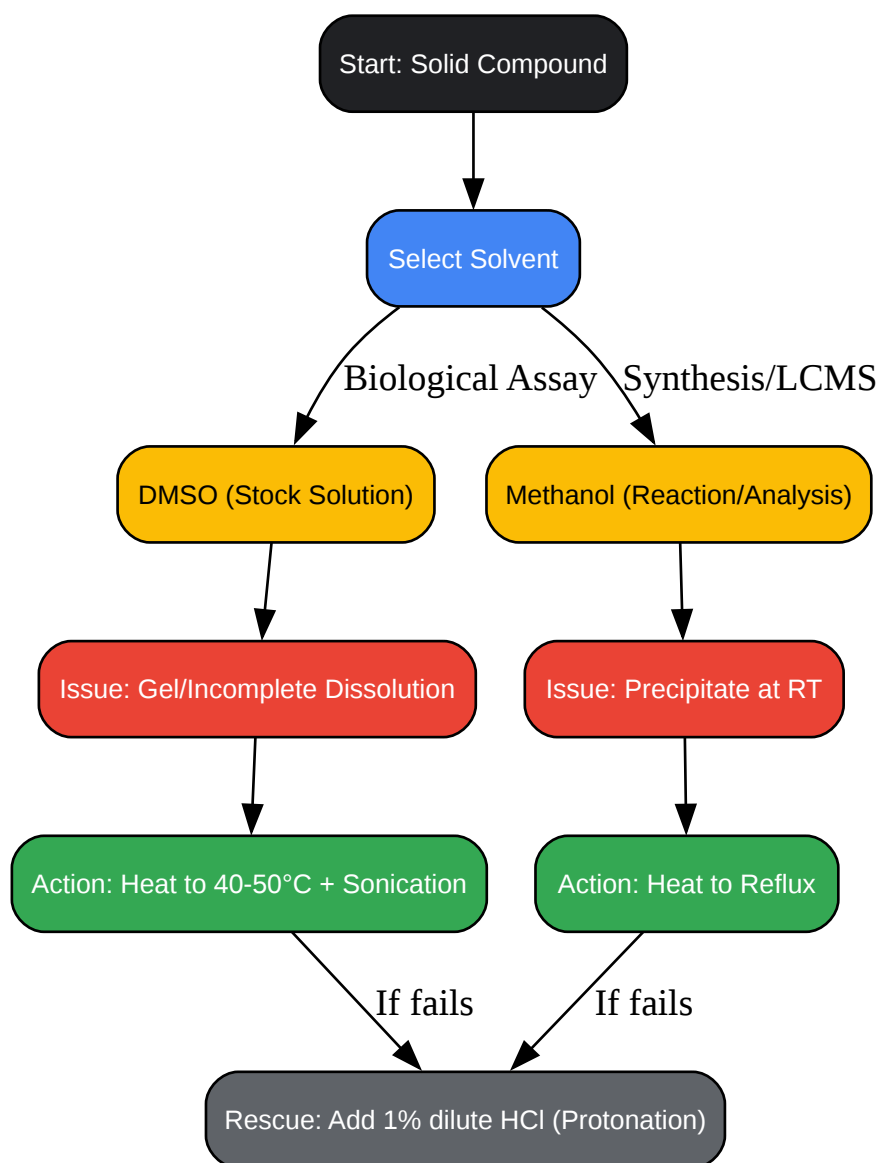 Start: Solid Compound
Select Solvent
Biological Assay
Synthesis/LCMS
DMSO (Stock Solution)
Methanol (Reaction/Analysis)
Issue: Gel/Incomplete Dissolution
Issue: Precipitate at RT
Action: Heat to 40-50°C + Sonication
Action: Heat to Reflux
If fails
If fails
Rescue: Add 1% dilute HCl (Protonation)